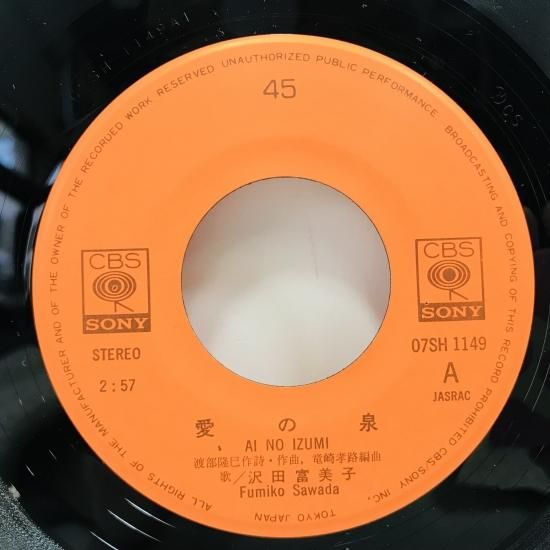 ALL RIGHTS OF THE MANUFACTURER AND OF THE OWNER OF THE RECORDED WORK RESERVED UNAUTHORIZED PUBLIC PERFORMANCE BROADCASTING AND COPYING OF THIS RECORD PROHIBITED CBS/SONY INC. TOKYO JAPAN
45
CBS
SONY
CBS
SONY
STEREO
2:57
07SH 1149
A
JASRAC
愛の泉
AI NO IZUMI
渡部隆巳作詩・作曲, 竜崎孝路編曲
歌/沢田富美子
Fumiko Sawada